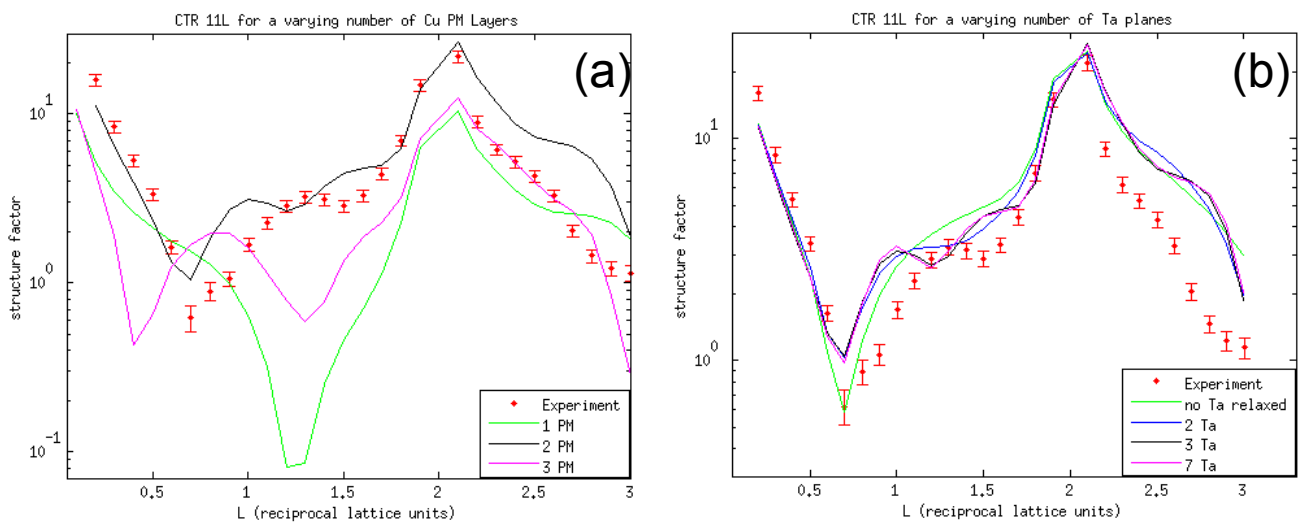 CTR 11L for a varying number of Cu PM Layers
(a)
structure factor
10^1
10^0
10^-1
0.5
1
1.5
2
2.5
3
L (reciprocal lattice units)
Experiment
1 PM
2 PM
3 PM
CTR 11L for a varying number of Ta planes
(b)
structure factor
10^1
10^0
0.5
1
1.5
2
2.5
3
L (reciprocal lattice units)
Experiment
no Ta relaxed
2 Ta
3 Ta
7 Ta